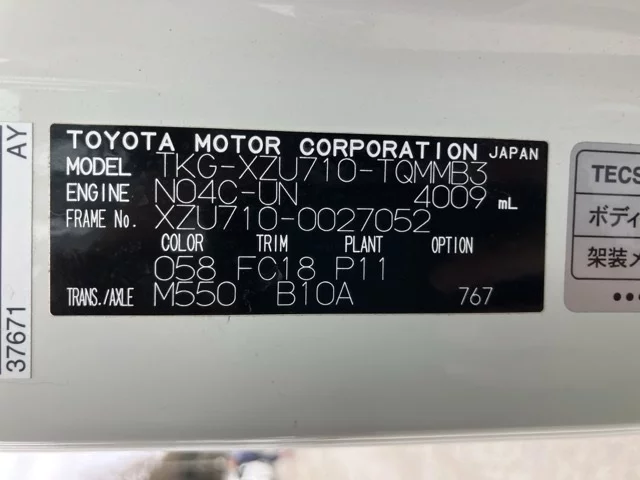 TOYOTA MOTOR CORPORATION JAPAN
MODEL TKG-XZU710-TQMMB3
ENGINE N04C-UN 4009 mL
FRAME No. XZU710-0027052
COLOR TRIM PLANT OPTION
058 FC18 P11
TRANS./AXLE M550 B10A 767
37671 AY
TECS
ボディ
架装メ